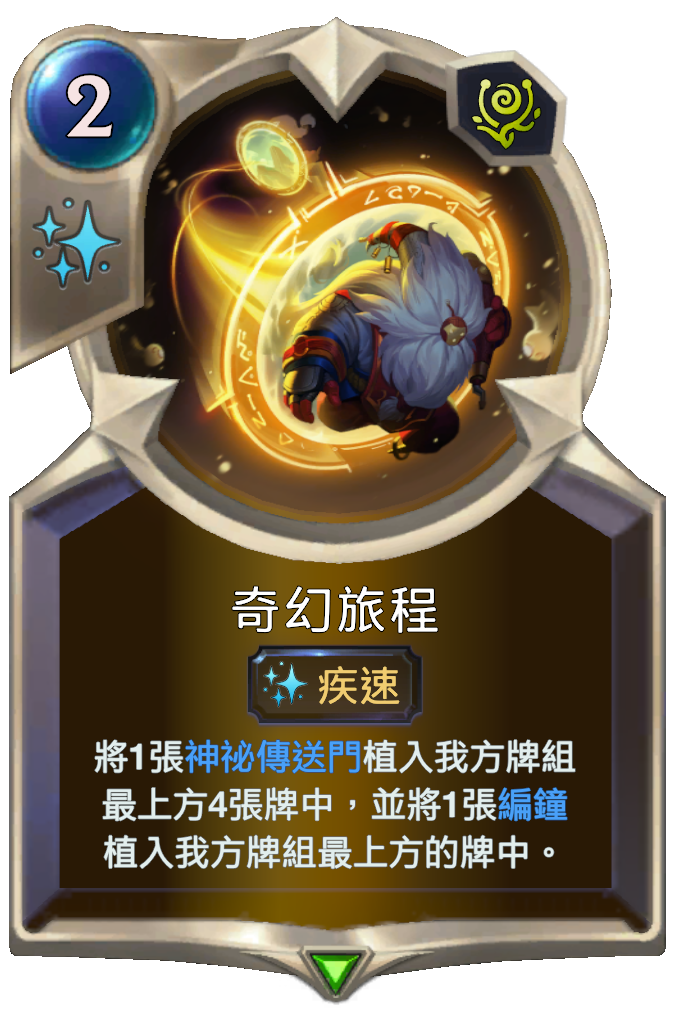 2
奇幻旅程
疾速
將1張神祕傳送門植入我方牌組
最上方4張牌中，並將1張編鐘
植入我方牌組最上方的牌中。